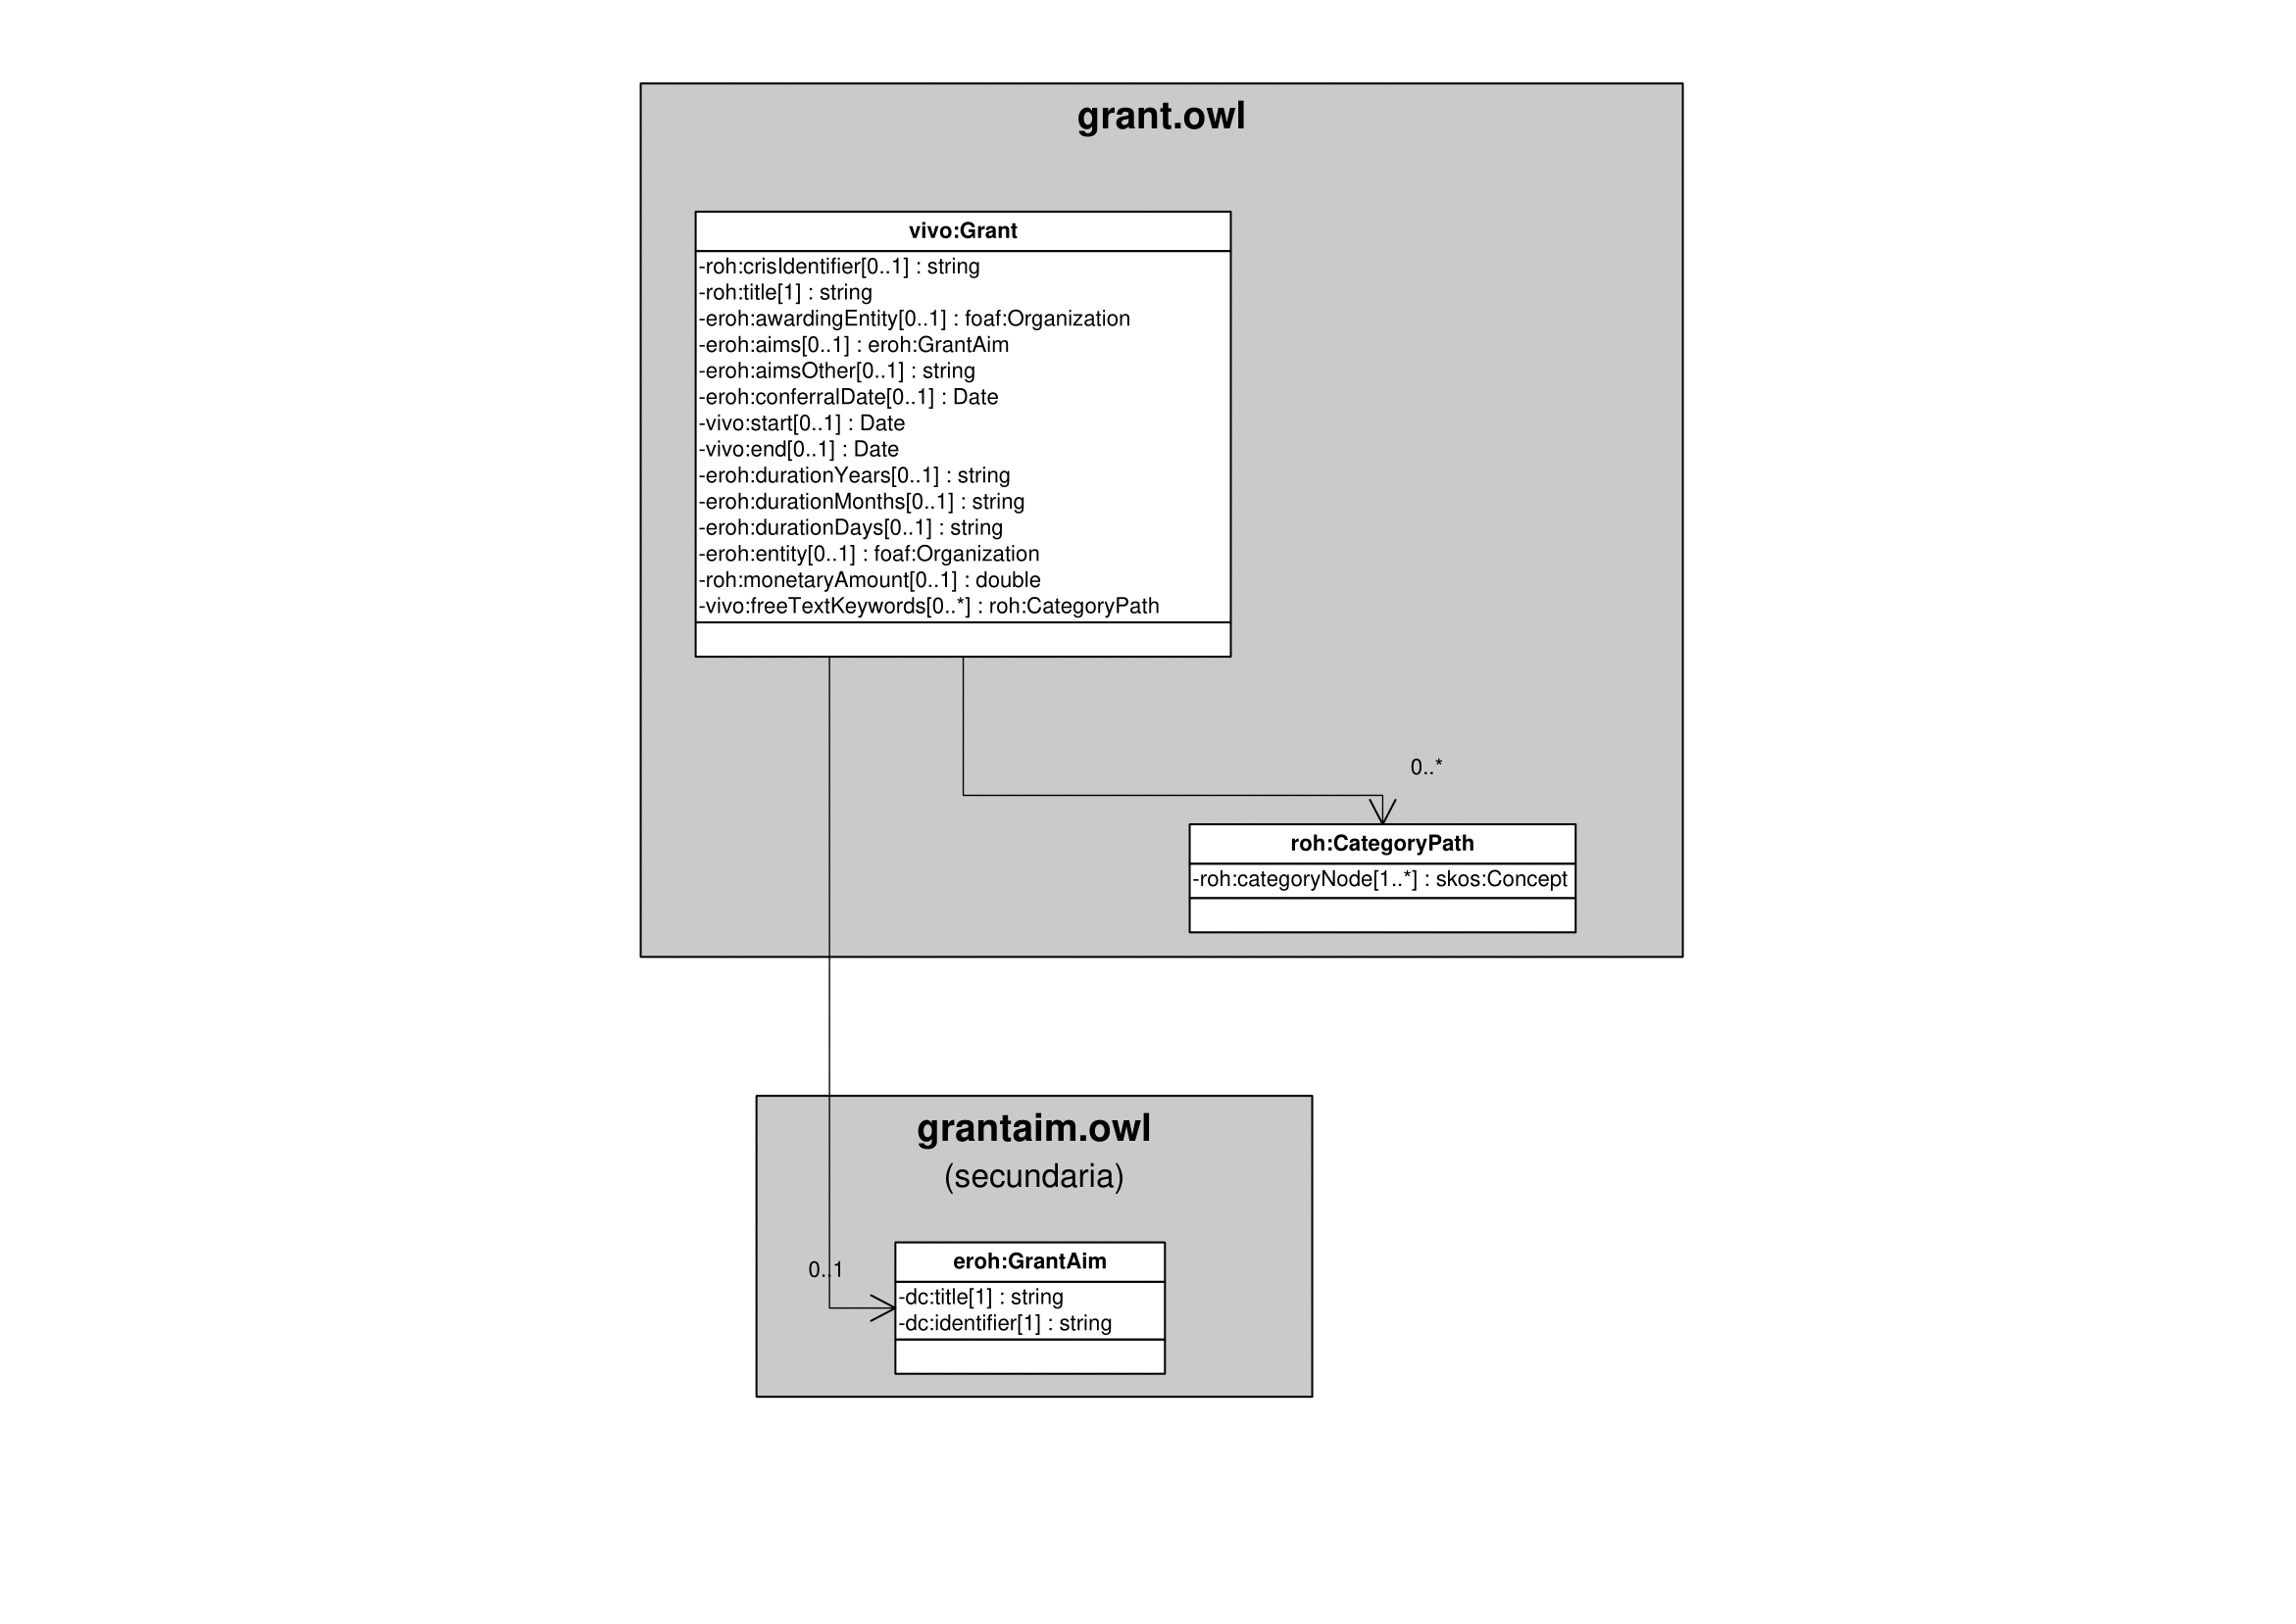 grant.owl
vivo:Grant
-roh:crisIdentifier[0..1] : string
-roh:title[1] : string
-eroh:awardingEntity[0..1] : foaf:Organization
-eroh:aims[0..1] : eroh:GrantAim
-eroh:aimsOther[0..1] : string
-eroh:conferralDate[0..1] : Date
-vivo:start[0..1] : Date
-vivo:end[0..1] : Date
-eroh:durationYears[0..1] : string
-eroh:durationMonths[0..1] : string
-eroh:durationDays[0..1] : string
-eroh:entity[0..1] : foaf:Organization
-roh:monetaryAmount[0..1] : double
-vivo:freeTextKeywords[0..*] : roh:CategoryPath
0..*
roh:CategoryPath
-roh:categoryNode[1..*] : skos:Concept
grantaim.owl
(secundaria)
0..1
eroh:GrantAim
-dc:title[1] : string
-dc:identifier[1] : string